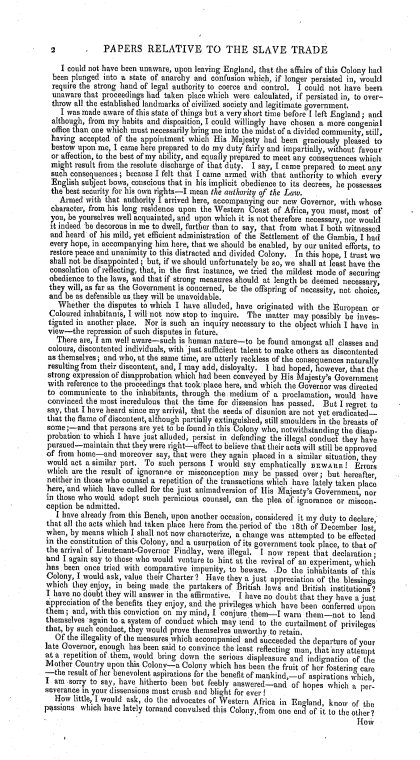 2 . PAPERS RELATIVE TO THE SLAVE TRADE
I could not have been unaware, upon leaving England, that the affairs of this Colony had
been plunged into a state of anarchy and confusion which, if longer persisted in, would
require the strong hand of legal authority to coerce and control. I could not have been
unaware that proceedings had taken place which were calculated, if persisted in, to over-
throw all the established landmarks of civilized society and legitimate government.
I was made aware of this state of things but a very short time before I left England; and
although, from my habits and disposition, I could willingly have chosen a more congenial
office than one which must necessarily bring me into the midst of a divided community, still,
having accepted of the appointment which His Majesty had been graciously pleased to
bestow upon me, I came here prepared to do my duty fairly and impartially, without favour
or affection, to the best of my ability, and equally prepared to meet any consequences which
might result from the resolute discharge of that duty. I say, I came prepared to meet any
such consequences; because I felt that I came armed with that authority to which every
English subject bows, conscious that in his implicit obedience to its decrees, he possesses
the best security for his own rights—I mean the authority of the Law.
Armed with that authority I arrived here, accompanying our new Governor, with whose
character, from his long residence upon the Western Coast of Africa, you must, most of
you, be yourselves well acquainted, and upon which it is not therefore necessary, nor would
it indeed be decorous in me to dwell, further than to say, that from what I both witnessed
and heard of his mild, yet efficient administration of the Settlement of the Gambia, I had
every hope, in accompanying him here, that we should be enabled, by our united efforts, to
restore peace and unanimity to this distracted and divided Colony. In this hope, I trust we
shall not be disappointed; but, if we should unfortunately be so, we shall at least have the
consolation of reflecting, that, in the first instance, we tried the mildest mode of securing
obedience to the laws, and that if strong measures should at length be deemed necessary,
they will, as far as the Government is concerned, be the offspring of necessity, not choice,
and be as defensible as they will be unavoidable.
Whether the disputes to which I have alluded, have originated with the European or
Coloured inhabitants, I will not now stop to inquire. The matter may possibly be inves-
tigated in another place. Nor is such an inquiry necessary to the object which I have in
view—the repression of such disputes in future.
There are, I am well aware—such is human nature—to be found amongst all classes and
colours, discontented individuals, with just sufficient talent to make others as discontented
as themselves; and who, at the same time, are utterly reckless of the consequences naturally
resulting from their discontent, and, I may add, disloyalty. I had hoped, however, that the
strong expression of disapprobation which had been conveyed by His Majesty's Government
with reference to the proceedings that took place here, and which the Governor was directed
to communicate to the inhabitants, through the medium of a proclamation, would have
convinced the most incredulous that the time for dissension has passed. But I regret to
say, that I have heard since my arrival, that the seeds of disunion are not yet eradicated—
that the flame of discontent, although partially extinguished, still smoulders in the breasts of
some;—and that persons are yet to be found in this Colony who, notwithstanding the disap-
probation to which I have just alluded, persist in defending the illegal conduct they have
pursued—maintain that they were right—affect to believe that their acts will still be approved
of from home—and moreover say, that were they again placed in a similar situation, they
would act a similar part. To such persons I would say emphatically BEWARE! Errors
which are the result of ignorance or misconception may be passed over; but hereafter,
neither in those who counsel a repetition of the transactions which have lately taken place
here, and which have called for the just animadversion of His Majesty's Government, nor
in those who would adopt such pernicious counsel, can the plea of ignorance or miscon-
ception be admitted.
I have already from this Bench, upon another occasion, considered it my duty to declare,
that all the acts which had taken place here from the period of the 18th of December last,
when, by means which I shall not now characterize, a change was attempted to be effected
in the constitution of this Colony, and a usurpation of its government took place, to that of
the arrival of Lieutenant-Governor Findlay, were illegal. I now repeat that declaration;
and I again say to those who would venture to hint at the revival of an experiment, which
has been once tried with comparative impunity, to beware. Do the inhabitants of this
Colony, I would ask, value their Charter? Have they a just appreciation of the blessings
which they enjoy, in being made the partakers of British laws and British institutions?
I have no doubt they will answer in the affirmative. I have no doubt that they have a just
appreciation of the benefits they enjoy, and the privileges which have been conferred upon
them; and, with this conviction on my mind, I conjure them—I warn them—not to lend
themselves again to a system of conduct which may tend to the curtailment of privileges
that, by such conduct, they would prove themselves unworthy to retain.
Of the illegality of the measures which accompanied and succeeded the departure of your
late Governor, enough has been said to convince the least reflecting man, that any attempt
at a repetition of them, would bring down the serious displeasure and indignation of the
Mother Country upon this Colony—a Colony which has been the fruit of her fostering care
—the result of her benevolent aspirations for the benefit of mankind,—of aspirations which,
I am sorry to say, have hitherto been but feebly answered—and of hopes which a per-
severance in your dissensions must crush and blight for ever!
How little, I would ask, do the advocates of Western Africa in England, know of the
passions which have lately torn and convulsed this Colony, from one end of it to the other?
How